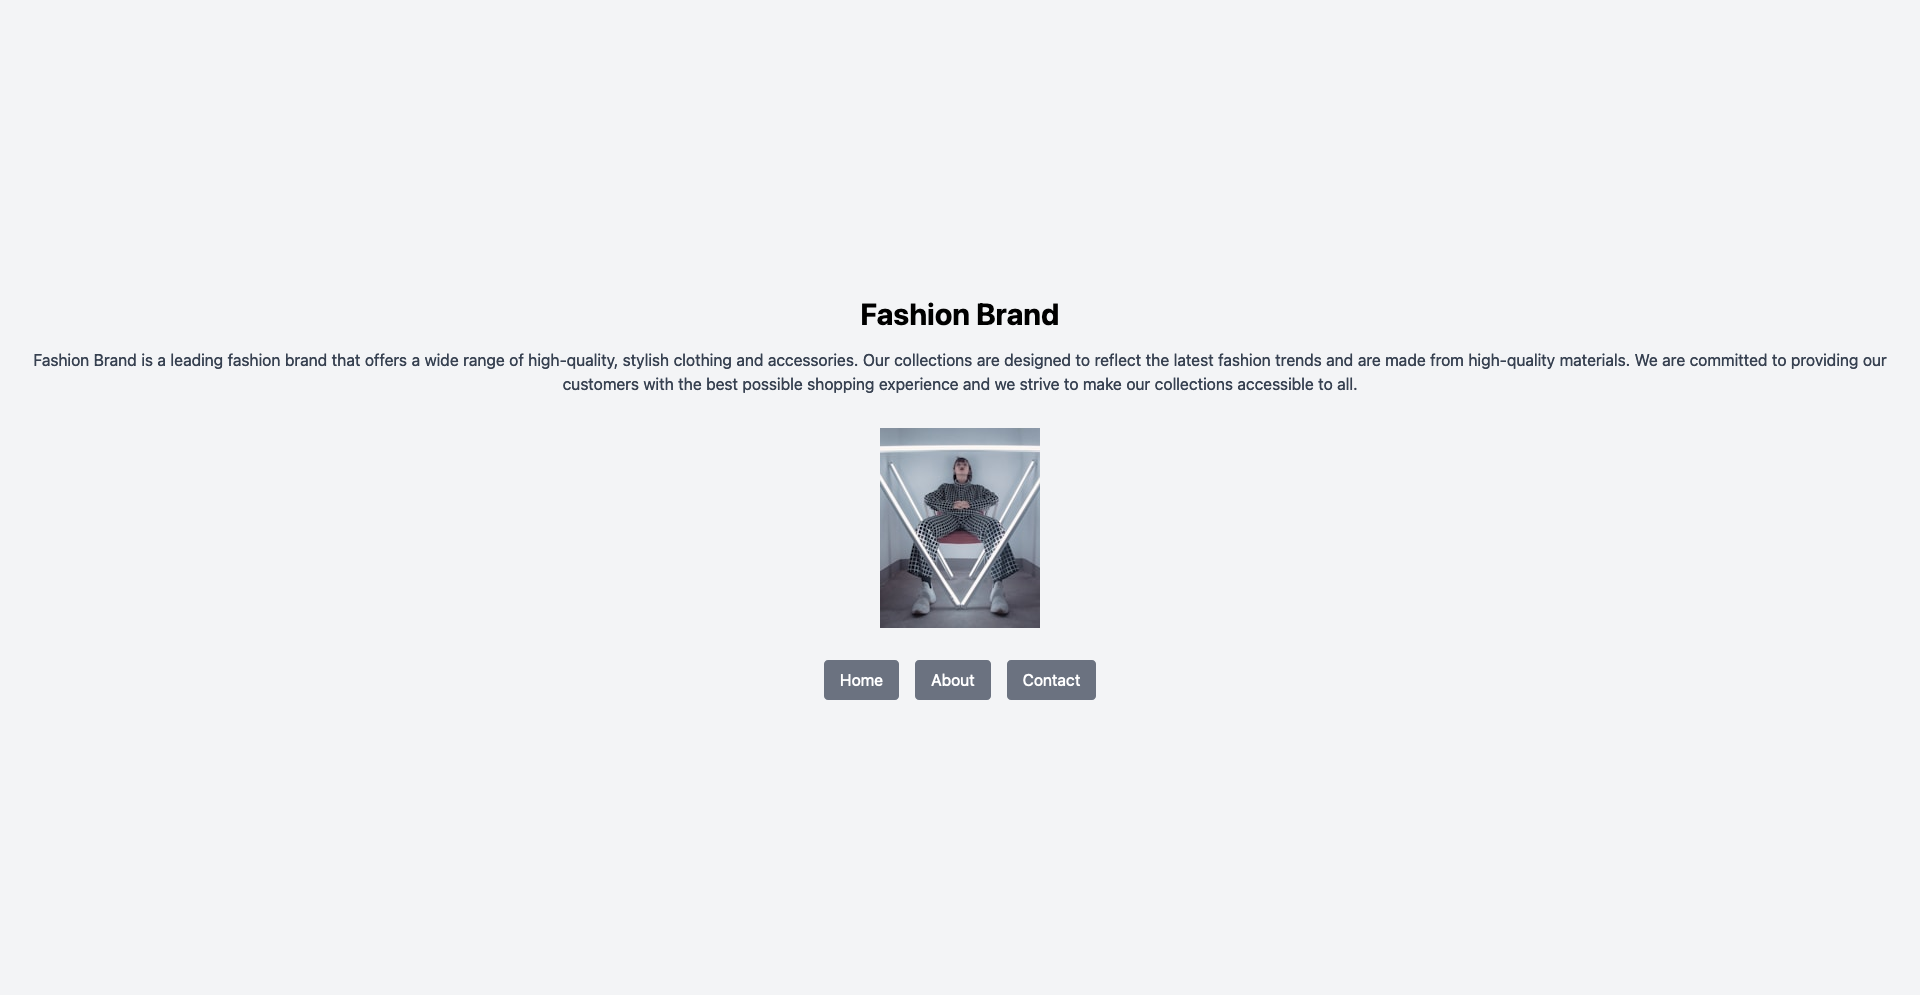 Fashion Brand
Fashion Brand is a leading fashion brand that offers a wide range of high-quality, stylish clothing and accessories. Our collections are designed to reflect the latest fashion trends and are made from high-quality materials. We are committed to providing our
customers with the best possible shopping experience and we strive to make our collections accessible to all.
Home About Contact